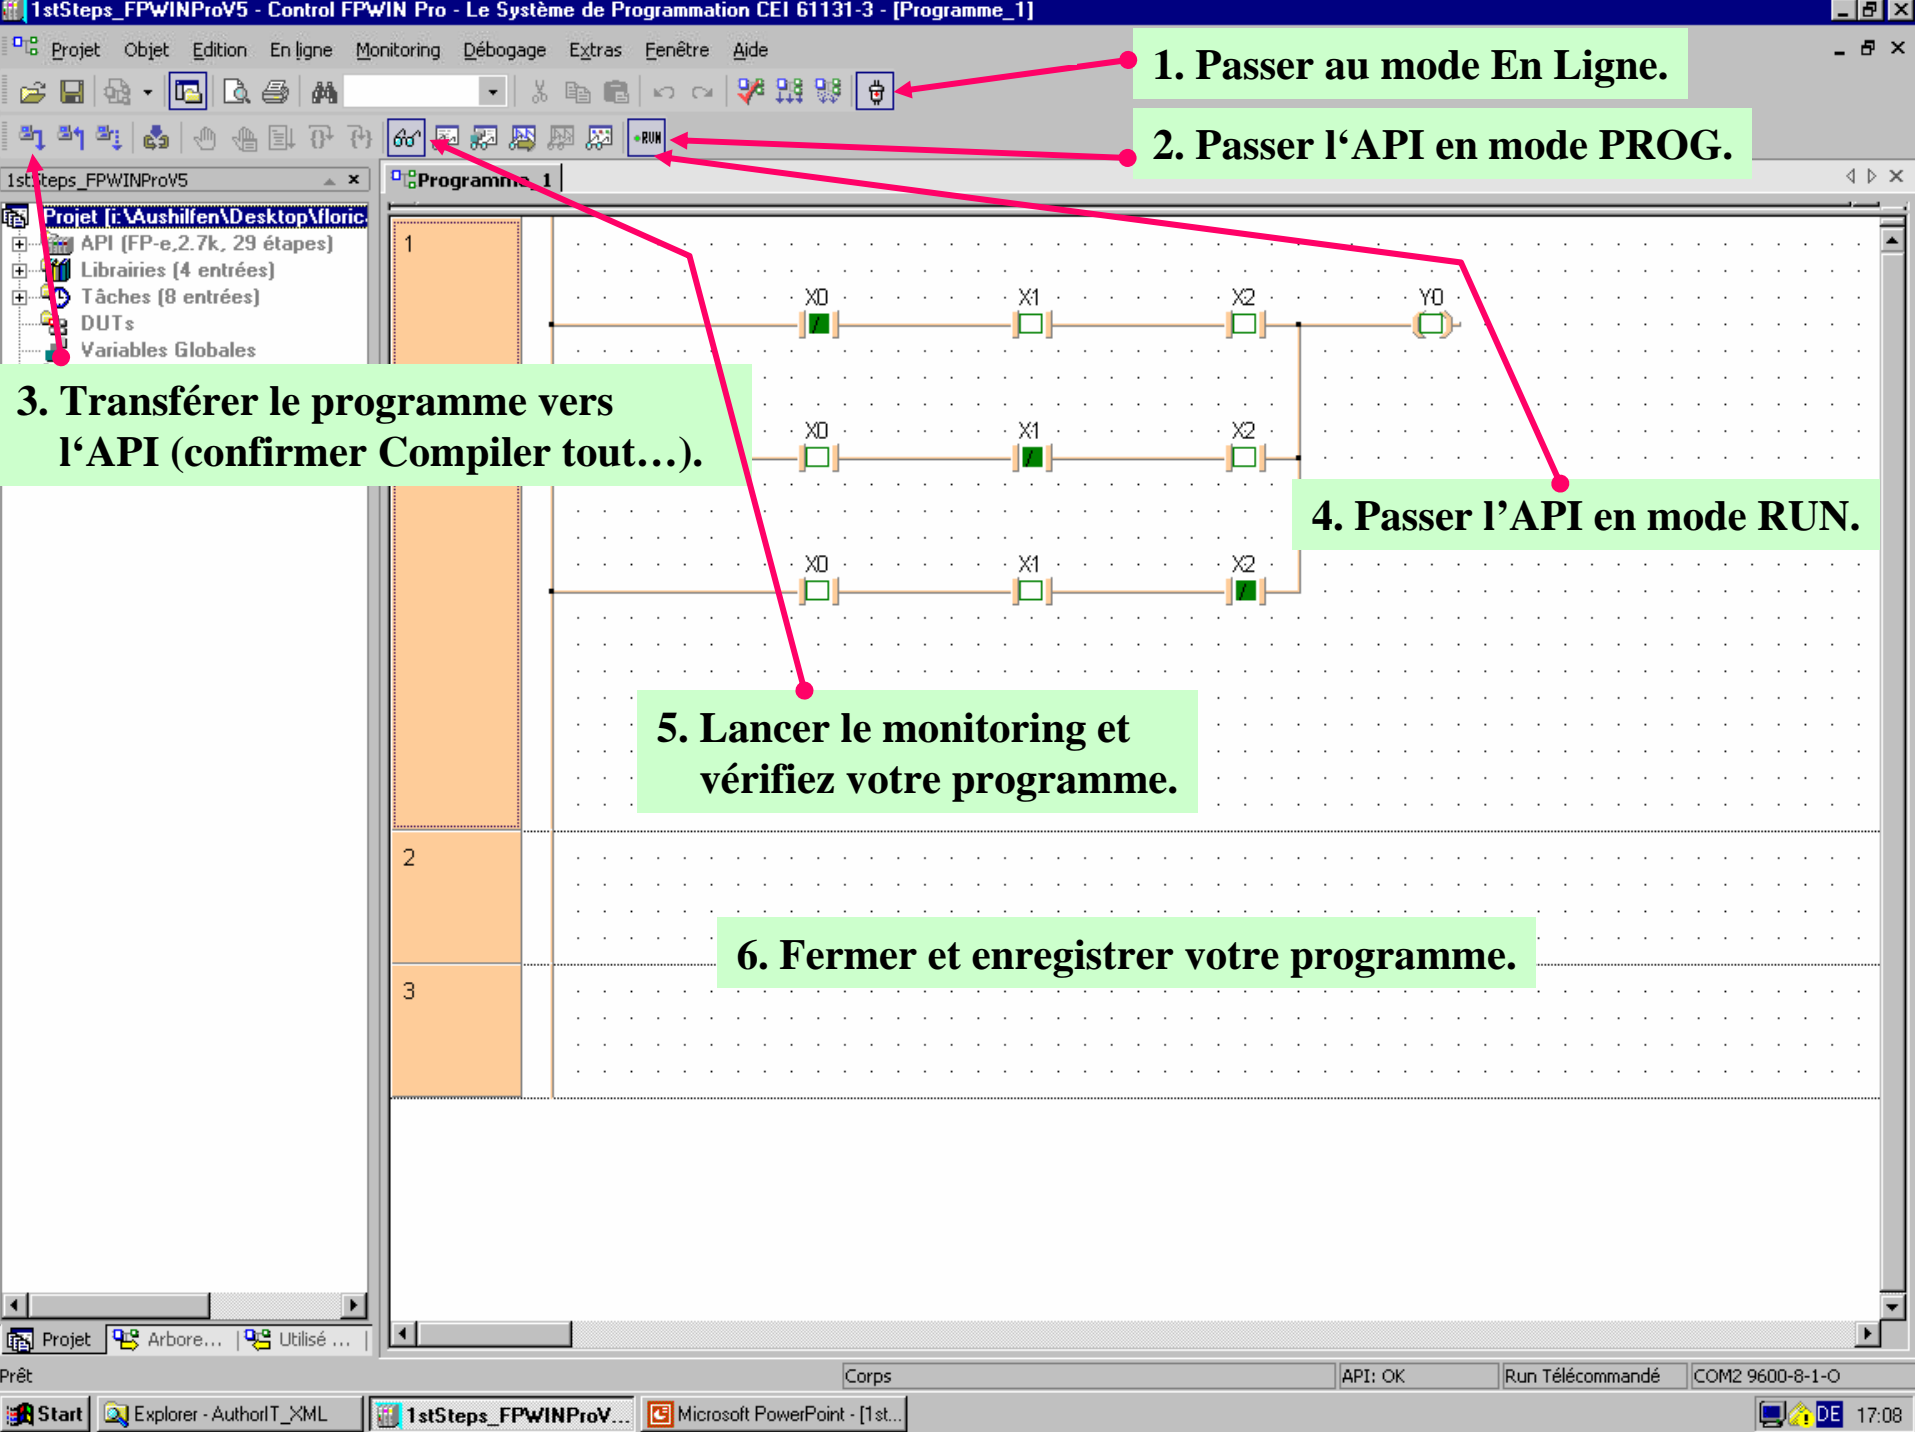 1stSteps_FPWINProV5 - Control FPWIN Pro - Le Système de Programmation CEI 61131-3 - [Programme_1]
Projet Objet Edition En ligne Monitoring Débogage Extras Fenêtre Aide
1. Passer au mode En Ligne.
RUN
2. Passer l‘API en mode PROG.
1stSteps_FPWINProV5
Programme_1
Projet [i:\Aushilfen\Desktop\floric
API (FP-e,2.7k, 29 étapes)
Librairies (4 entrées)
Tâches (8 entrées)
DUTs
Variables Globales
1
X0 X1 X2 Y0
3. Transférer le programme vers
l‘API (confirmer Compiler tout…).
X0 X1 X2
4. Passer l’API en mode RUN.
X0 X1 X2
5. Lancer le monitoring et
vérifiez votre programme.
2
6. Fermer et enregistrer votre programme.
3
Projet Arbore... Utilisé ...
Prêt Corps API: OK Run Télécommandé COM2 9600-8-1-O
Start Explorer - AuthorIT_XML 1stSteps_FPWINProV... Microsoft PowerPoint - [1st... DE 17:08